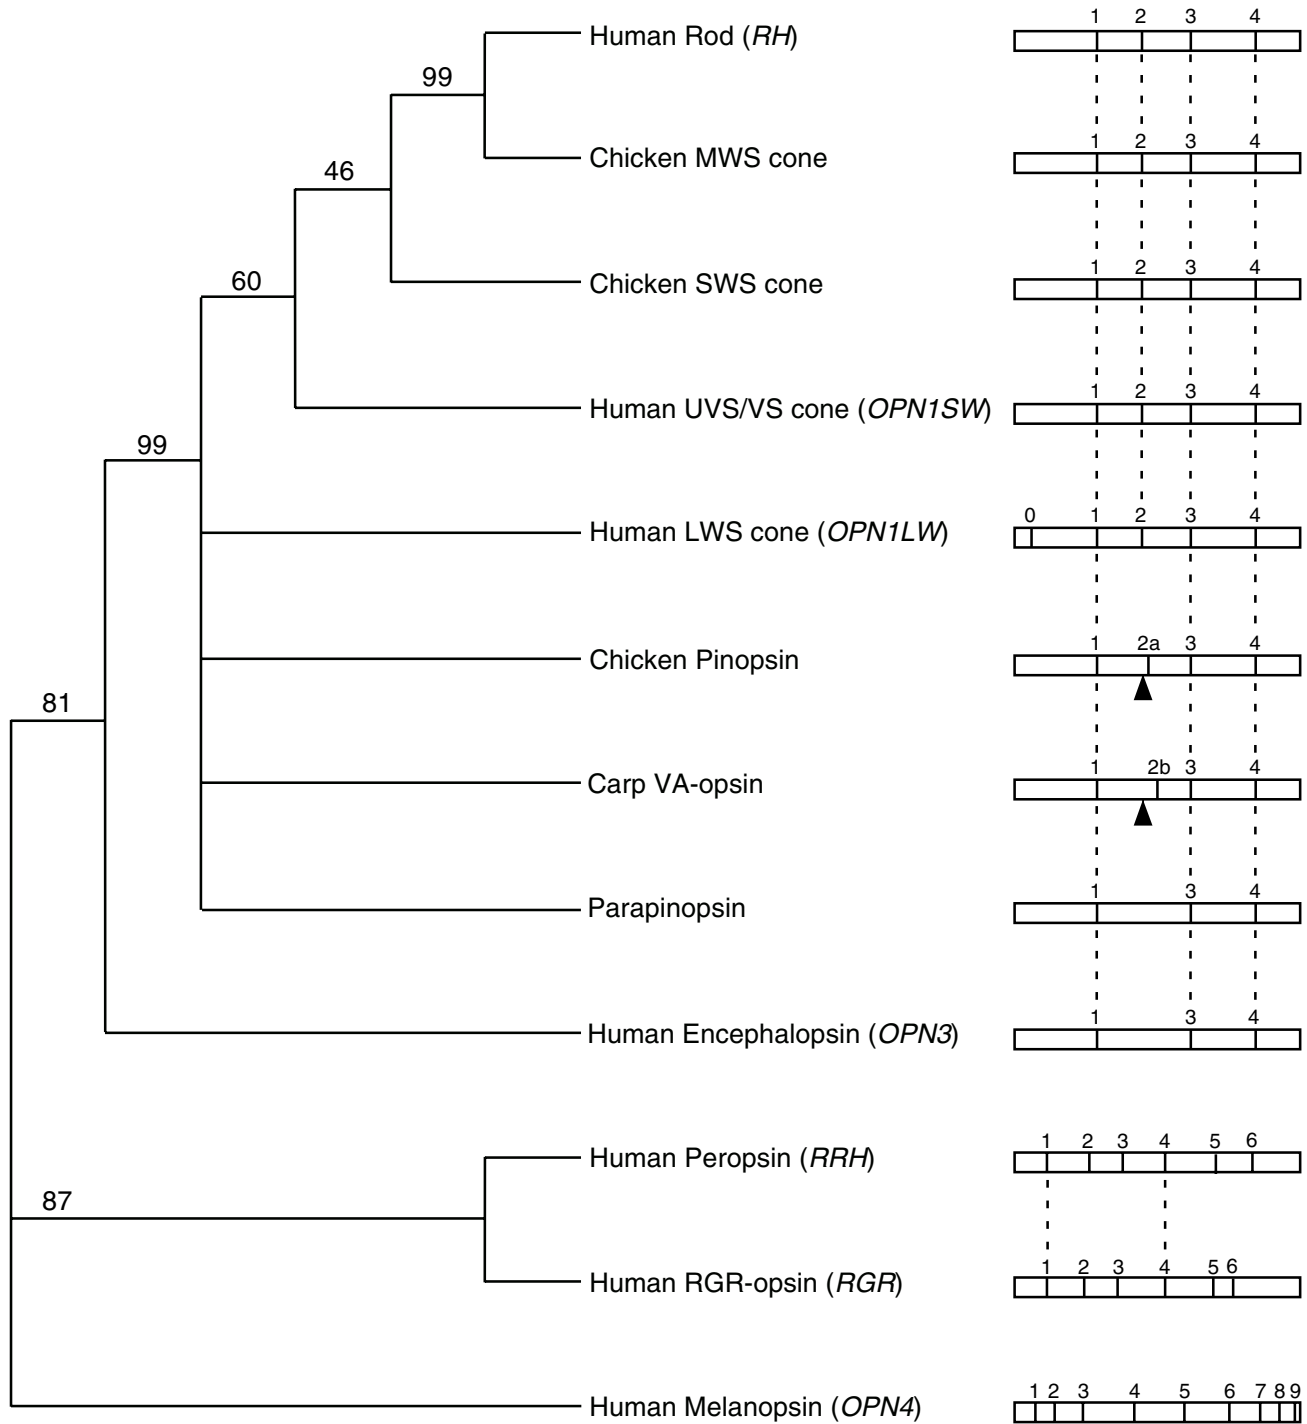 1 2 3 4
Human Rod (RH)
99
1 2 3 4
Chicken MWS cone
46
1 2 3 4
Chicken SWS cone
60
1 2 3 4
Human UVS/VS cone (OPN1SW)
99
0 1 2 3 4
Human LWS cone (OPN1LW)
1 2a 3 4
Chicken Pinopsin
81
1 2b 3 4
Carp VA-opsin
1 3 4
Parapinopsin
1 3 4
Human Encephalopsin (OPN3)
1 2 3 4 5 6
Human Peropsin (RRH)
87
1 2 3 4 5 6
Human RGR-opsin (RGR)
1 2 3 4 5 6 7 8 9
Human Melanopsin (OPN4)